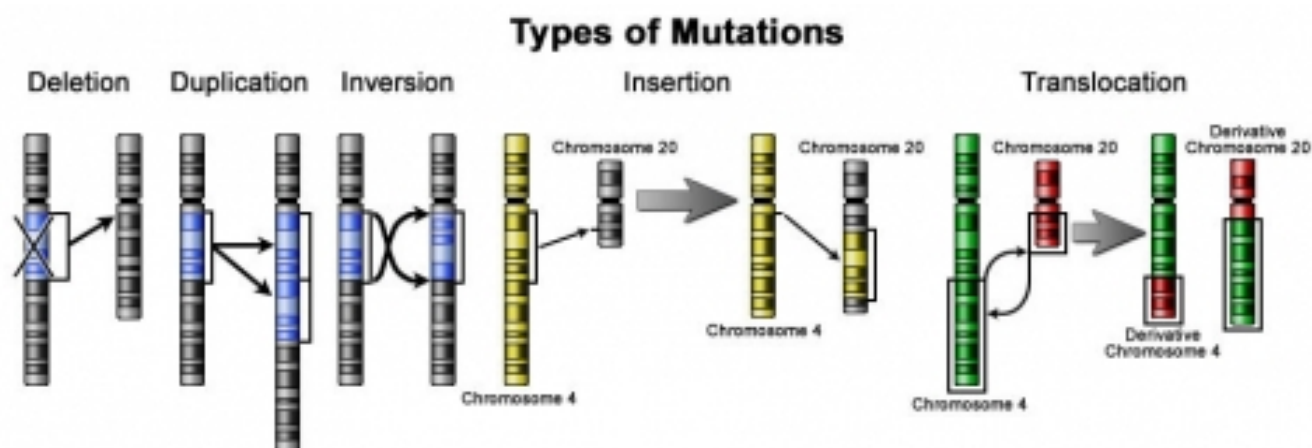 Types of Mutations
Deletion
Duplication
Inversion
Insertion
Translocation
Chromosome 4
Chromosome 20
Chromosome 4
Chromosome 20
Chromosome 4
Chromosome 20
Derivative
Chromosome 4
Derivative
Chromosome 20